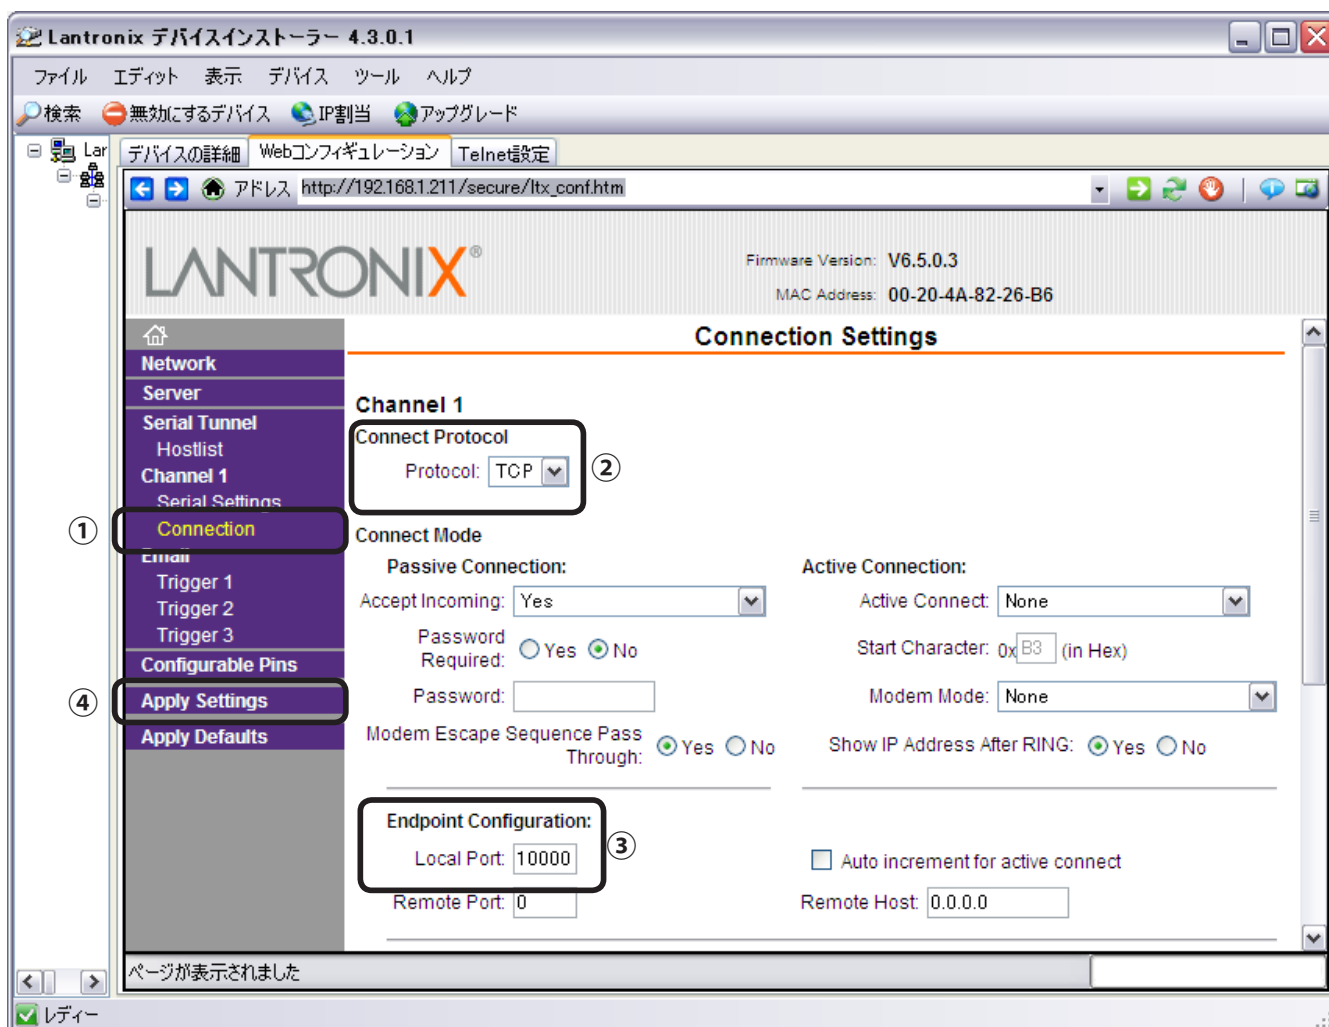 Lantronix デバイスインストーラー 4.3.0.1
ファイル エディット 表示 デバイス ツール ヘルプ
検索 無効にするデバイス IP割当 アップグレード
Lar
デバイスの詳細 Webコンフィギュレーション Telnet設定
アドレス http://192.168.1.211/secure/ltx_conf.htm
LANTRONIX®
Firmware Version: V6.5.0.3
MAC Address: 00-20-4A-82-26-B6
Network
Server
Serial Tunnel
Hostlist
Channel 1
Serial Settings
① Connection
Email
Trigger 1
Trigger 2
Trigger 3
Configurable Pins
④ Apply Settings
Apply Defaults
Connection Settings
Channel 1
Connect Protocol
Protocol: TCP ②
Connect Mode
Passive Connection:
Accept Incoming: Yes
Password Required: Yes No
Password:
Modem Escape Sequence Pass Through: Yes No
Active Connection:
Active Connect: None
Start Character: 0x B3 (in Hex)
Modem Mode: None
Show IP Address After RING: Yes No
Endpoint Configuration:
Local Port: 10000 ③
Auto increment for active connect
Remote Port: 0
Remote Host: 0.0.0.0
ページが表示されました
レディー